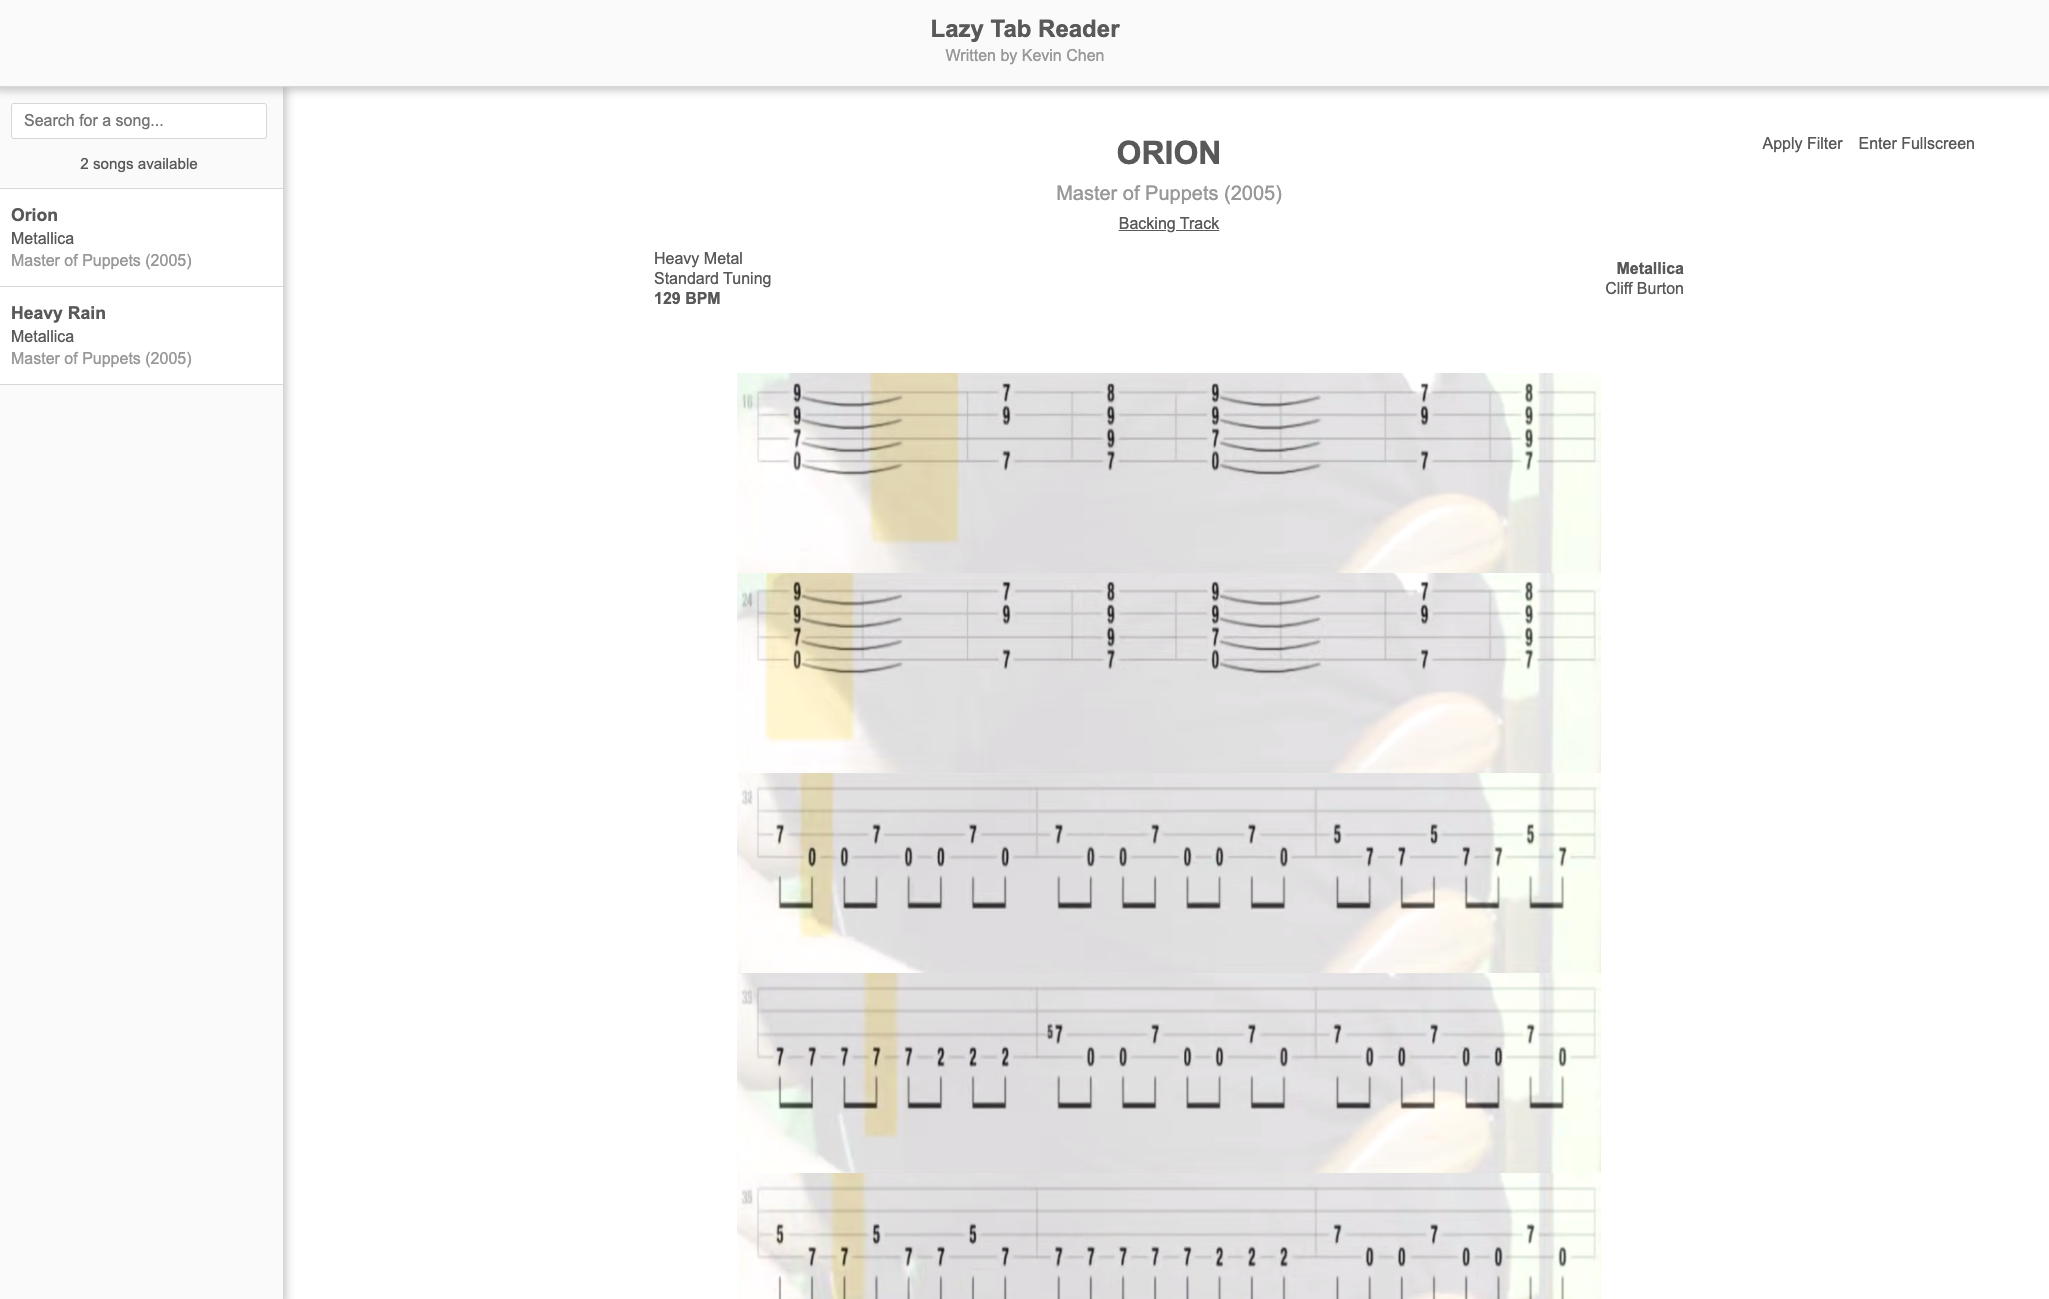 Lazy Tab Reader
Written by Kevin Chen
Search for a song...
2 songs available
Orion
Metallica
Master of Puppets (2005)
Heavy Rain
Metallica
Master of Puppets (2005)
ORION
Apply Filter Enter Fullscreen
Master of Puppets (2005)
Backing Track
Heavy Metal
Standard Tuning
129 BPM
Metallica
Cliff Burton
9 7 8 9 7 8
9 9 9 9 9 9
7 9 7 9
0 7 7 0 7 7
24
9 7 8 9 7 8
9 9 9 9 9 9
7 9 7 9
0 7 7 0 7 7
7 7 7 7 7 7 5 5 5
0 0 0 0 0 0 0 0 0 0 7 7 7 7 7
5 7 7 7 7 7 7
7 7 7 7 7 2 2 2 0 0 0 0 0 0 0 0 0 0
5 5 5 7 7 7
7 7 7 7 7 7 7 7 7 7 2 2 2 0 0 0 0 0